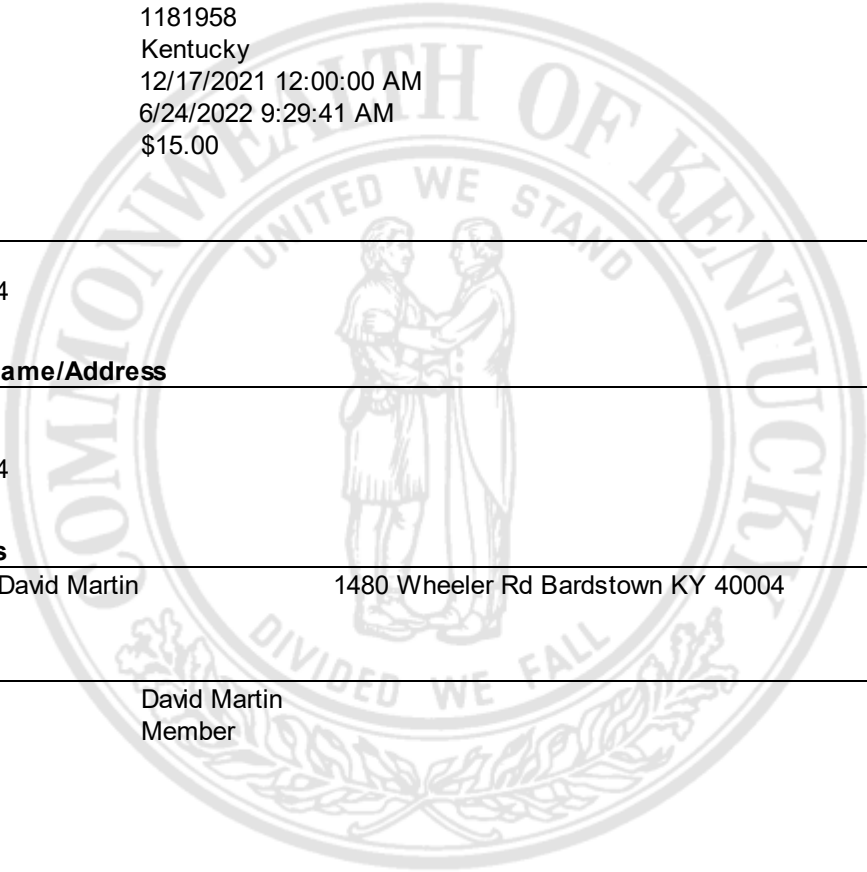 1181958
Kentucky
12/17/2021 12:00:00 AM
6/24/2022 9:29:41 AM
$15.00
COMMONWEALTH OF KENTUCKY
UNITED WE STAND
4
ame/Address
4
s
David Martin 1480 Wheeler Rd Bardstown KY 40004
DIVIDED WE FALL
David Martin
Member